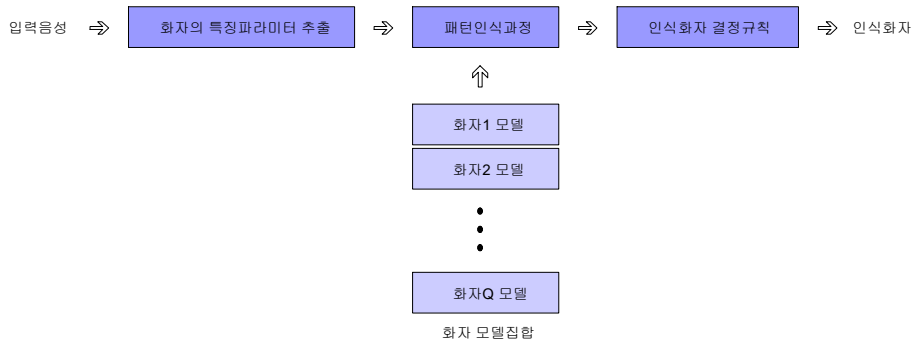 입력음성
화자의 특징파라미터 추출
패턴인식과정
인식화자 결정규칙
인식화자
화자1 모델
화자2 모델
화자Q 모델
화자 모델집합